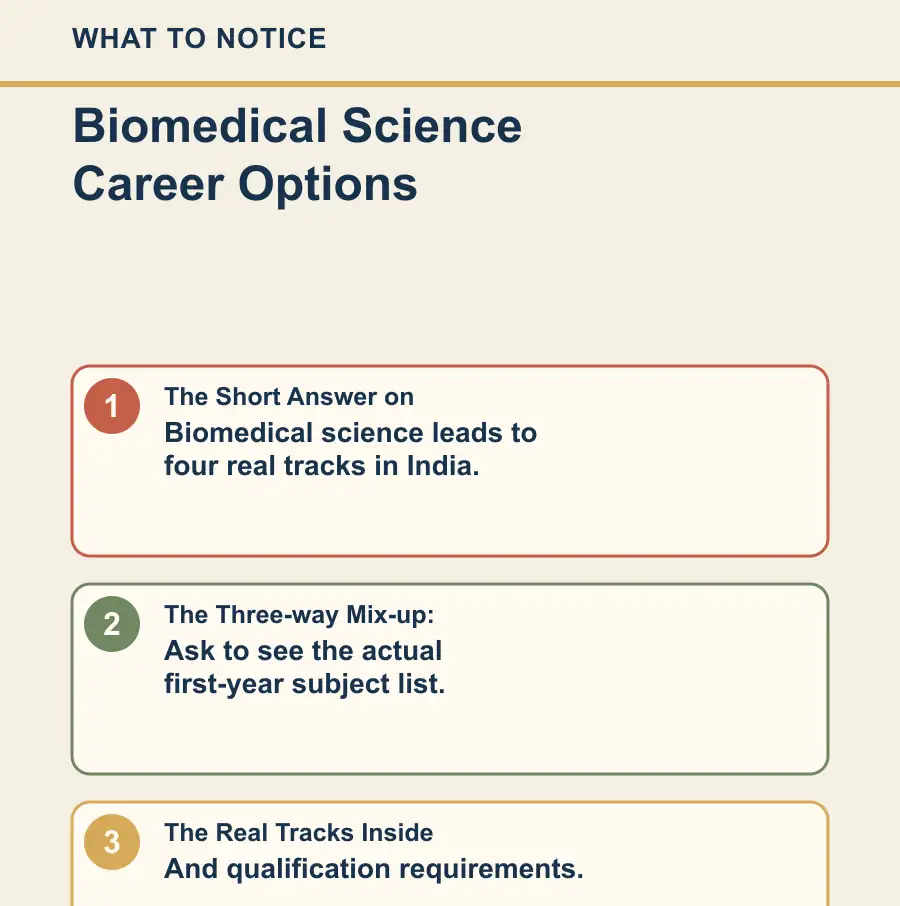 WHAT TO NOTICE
Biomedical Science
Career Options
1
The Short Answer on
Biomedical science leads to
four real tracks in India.
2
The Three-way Mix-up:
Ask to see the actual
first-year subject list.
3
The Real Tracks Inside
And qualification requirements.